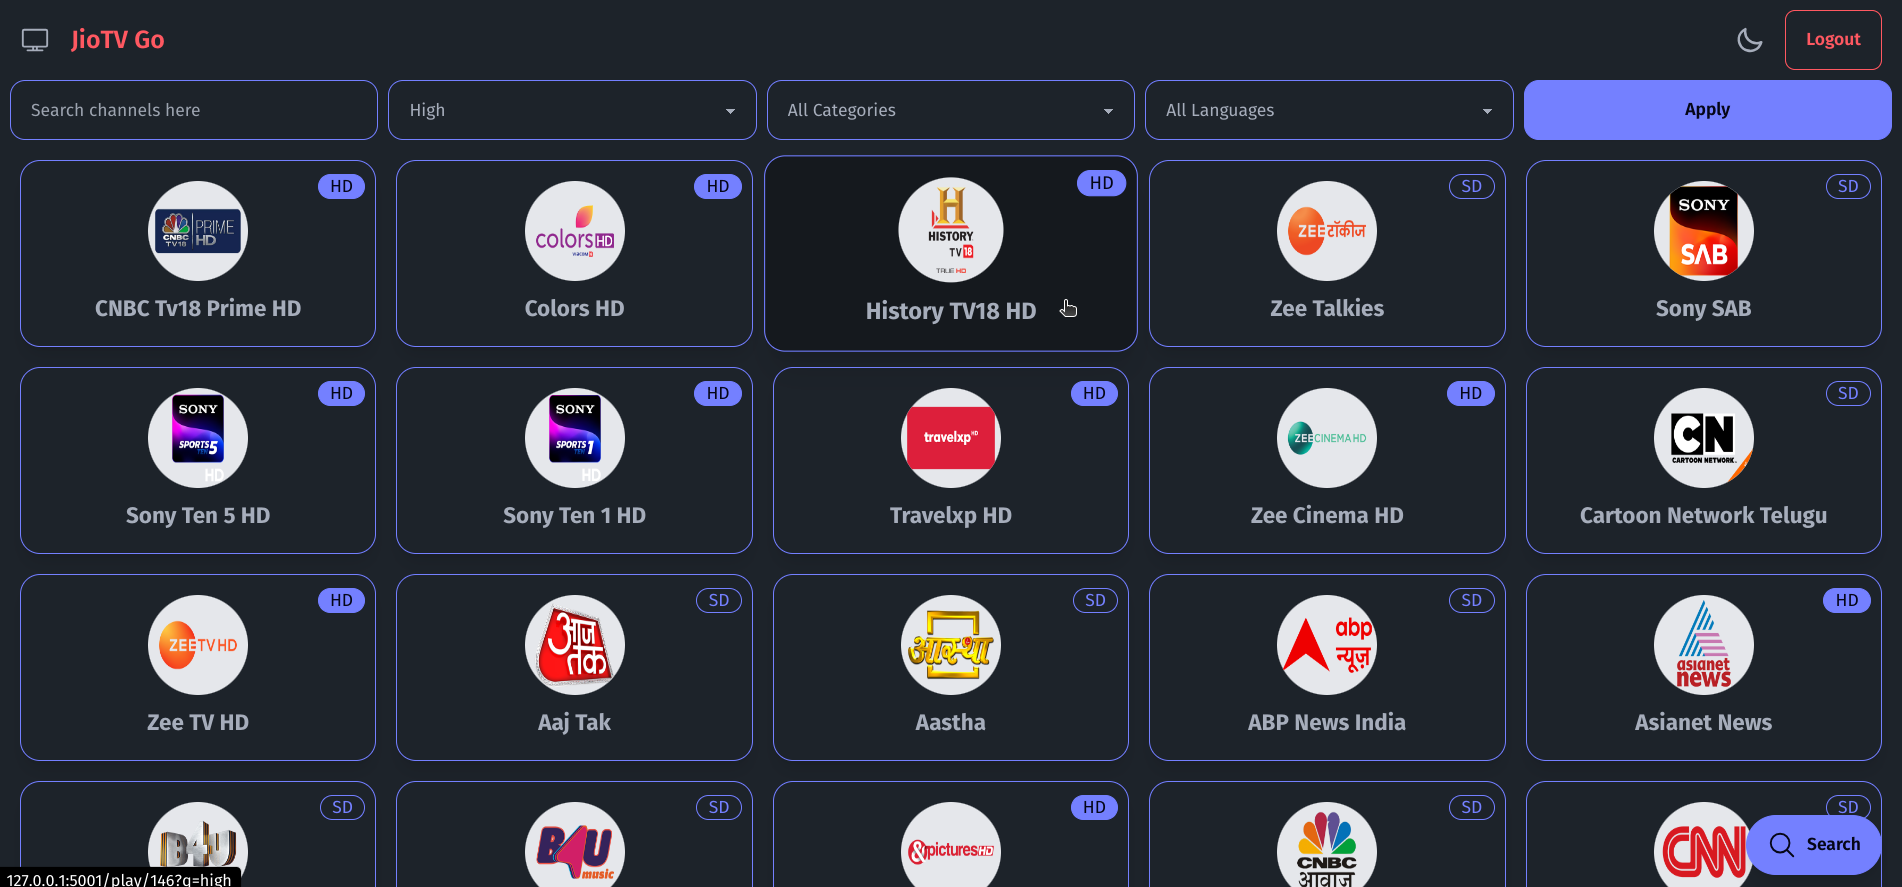 JioTV Go
Logout
Search channels here
High
All Categories
All Languages
Apply
HD
CNBC TV18 PRIME HD
CNBC Tv18 Prime HD
HD
colors HD
viacom18
Colors HD
HD
H
HISTORY
TV18
TRUE HD
History TV18 HD
SD
ZEE टॉकीज
Zee Talkies
SD
SONY
SAB
Sony SAB
HD
SONY
SPORTS 5
TEN
HD
Sony Ten 5 HD
HD
SONY
SPORTS 1
TEN
HD
Sony Ten 1 HD
HD
travelxp HD
Travelxp HD
HD
ZEE CINEMA HD
Zee Cinema HD
SD
CN
CARTOON NETWORK
Cartoon Network Telugu
HD
ZEE TV HD
Zee TV HD
SD
आज
तक
Aaj Tak
SD
आस्था
Aastha
SD
abp
न्यूज़
ABP News India
HD
asianet
news
Asianet News
SD
B4U
SD
B4U
music
HD
&pictures HD
SD
CNBC
आवाज़
SD
CNN
Search
127.0.0.1:5001/play/146?q=high